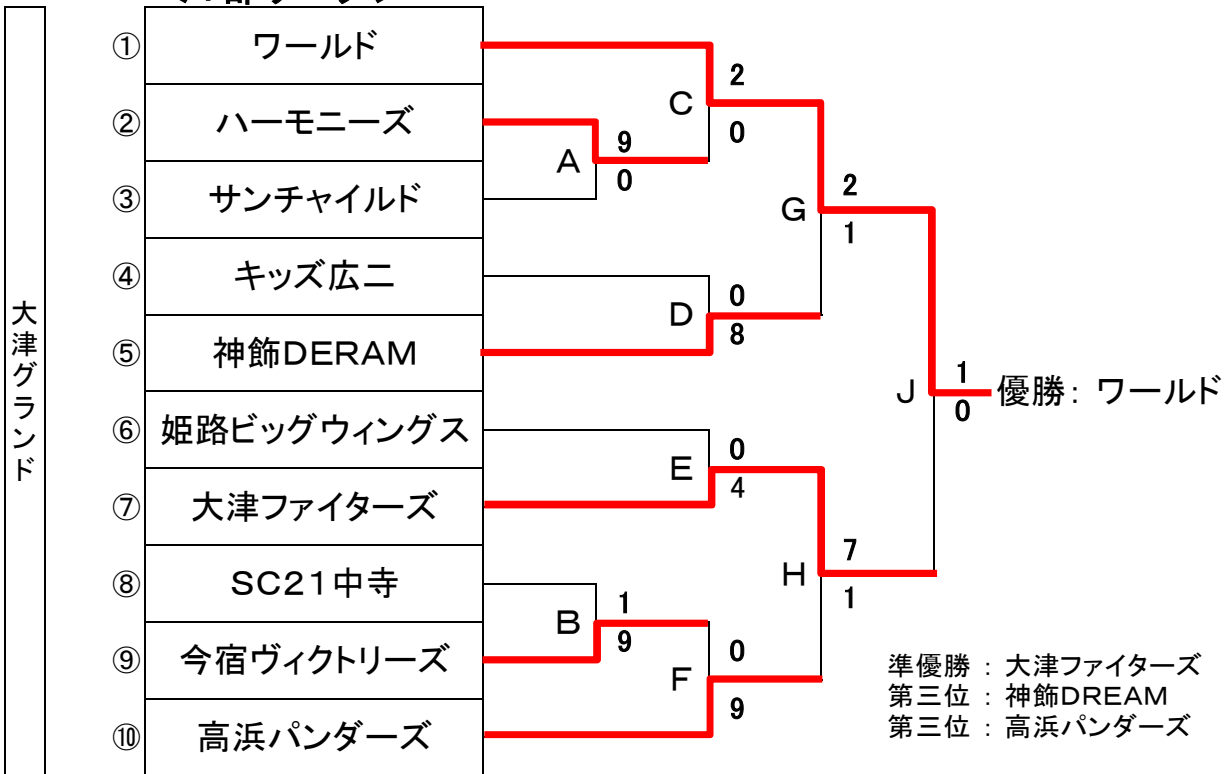 大津グランド
① ワールド
② ハーモニーズ
③ サンチャイルド
④ キッズ広二
⑤ 神飾DERAM
⑥ 姫路ビッグウィングス
⑦ 大津ファイターズ
⑧ SC21中寺
⑨ 今宿ヴィクトリーズ
⑩ 高浜パンダーズ
A
9
0
B
1
9
C
2
0
D
0
8
E
0
4
F
0
9
G
2
1
H
7
1
J
1
0
優勝： ワールド
準優勝 ： 大津ファイターズ
第三位 ： 神飾DREAM
第三位 ： 高浜パンダーズ